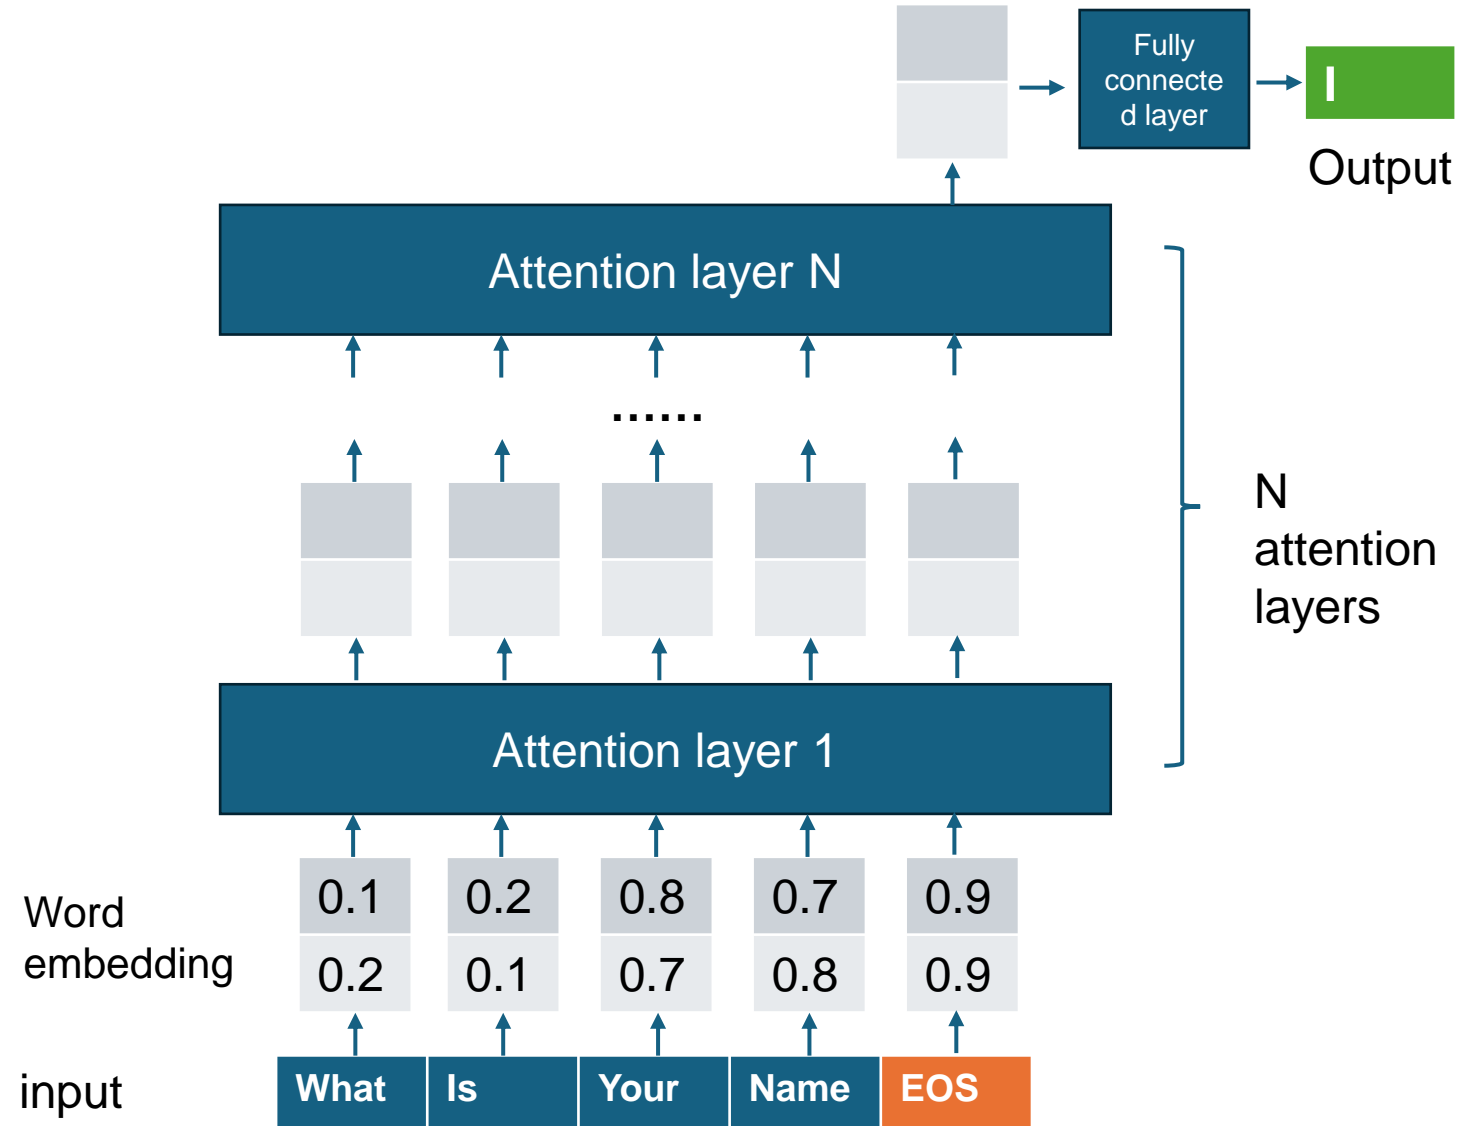 Fully
connecte
d layer
I
Output
Attention layer N
......
N
attention
layers
Attention layer 1
Word
embedding
0.1 0.2 0.8 0.7 0.9
0.2 0.1 0.7 0.8 0.9
input
What Is Your Name EOS